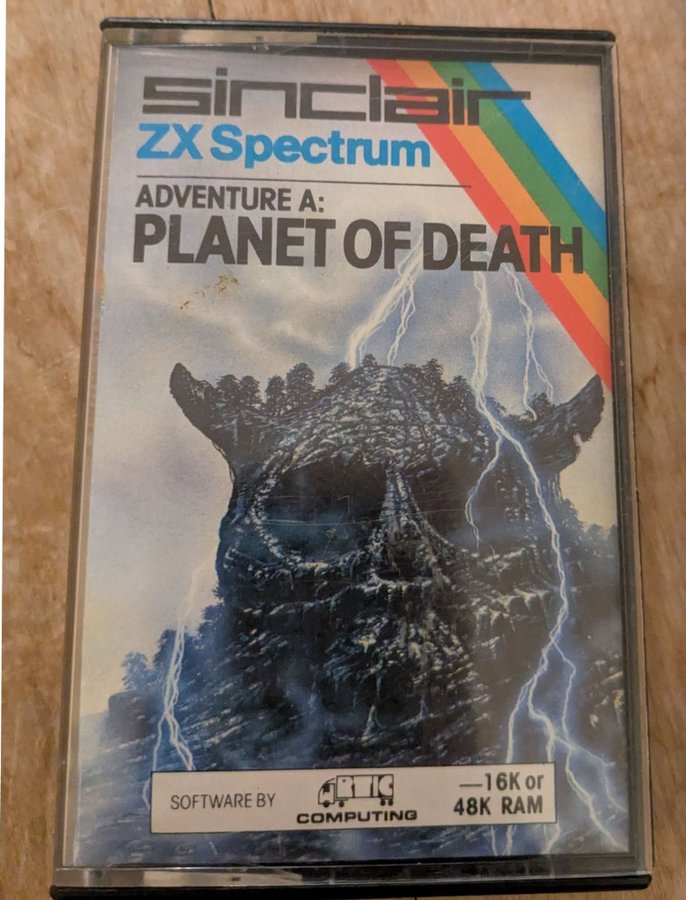 sinclair
ZX Spectrum
ADVENTURE A:
PLANET OF DEATH
SOFTWARE BY
ARTIC
COMPUTING
—16K or
48K RAM